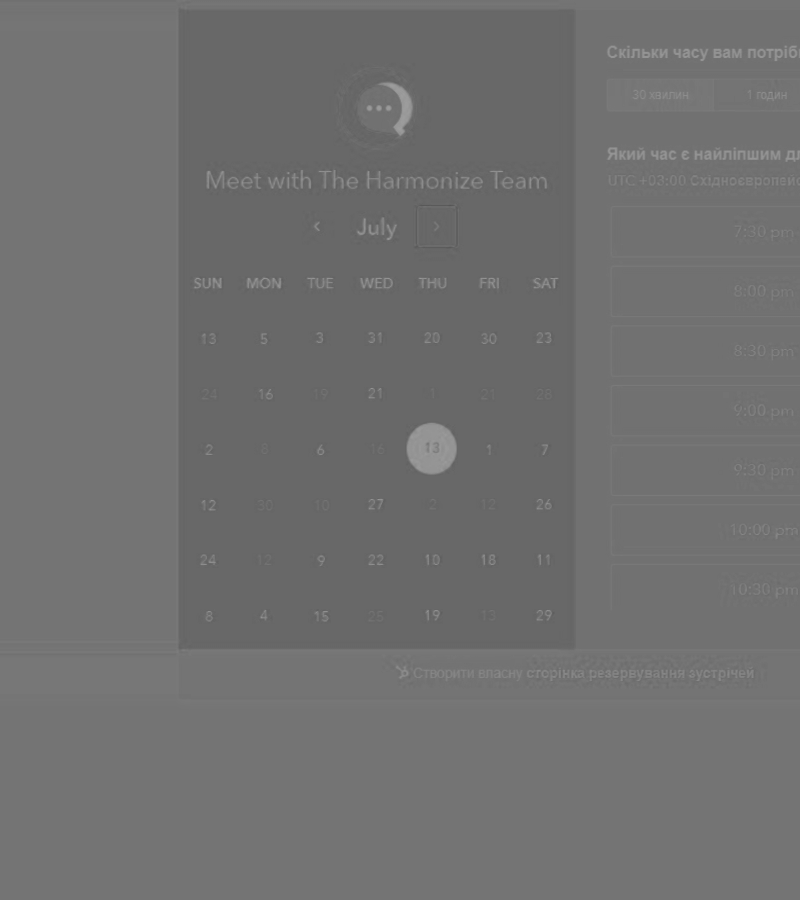 Meet with The Harmonize Team
July
SUN MON TUE WED THU FRI SAT
13 5 3 31 20 30 23
24 16 19 21 1 21 28
2 8 6 16 13 1 7
12 30 10 27 2 12 26
24 12 9 22 10 18 11
8 4 15 25 19 13 29
Скільки часу вам потріб
30 хвилин 1 годин
Який час є найліпшим д
UTC +03:00 Східноєвропей
7:30 pm
8:00 pm
8:30 pm
9:00 pm
9:30 pm
10:00 pm
10:30 pm
Створити власну сторінка резервування зустрічей